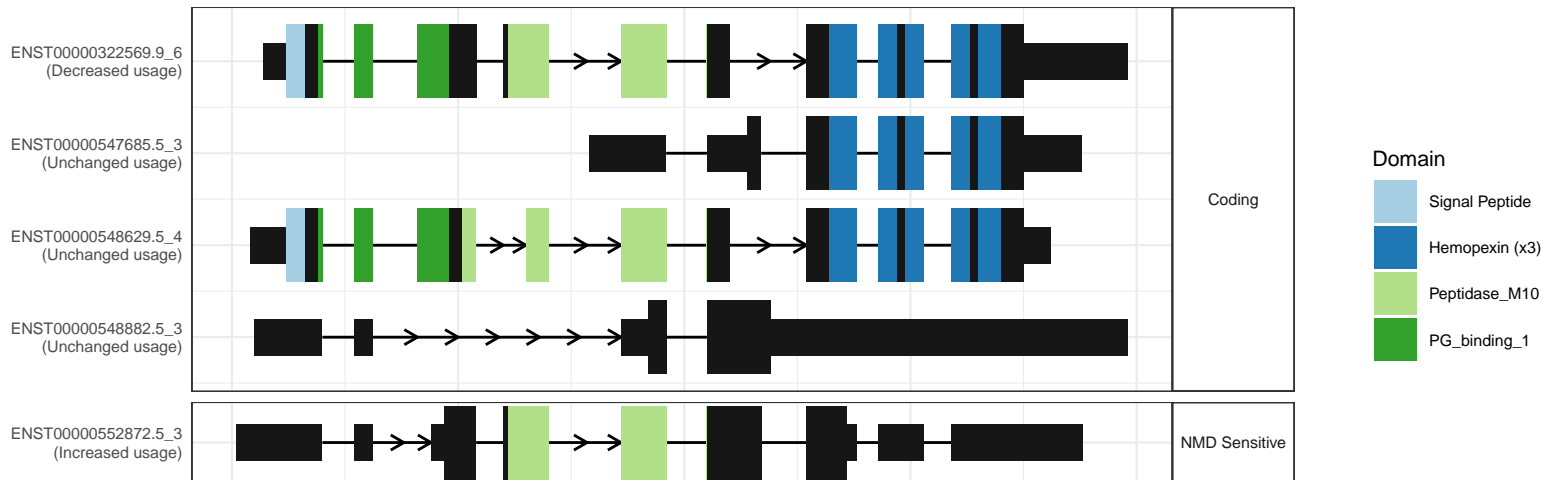 ENST00000322569.9_6
(Decreased usage)
ENST00000547685.5_3
(Unchanged usage)
ENST00000548629.5_4
(Unchanged usage)
ENST00000548882.5_3
(Unchanged usage)
ENST00000552872.5_3
(Increased usage)
Coding
NMD Sensitive
Domain
Signal Peptide
Hemopexin (x3)
Peptidase_M10
PG_binding_1